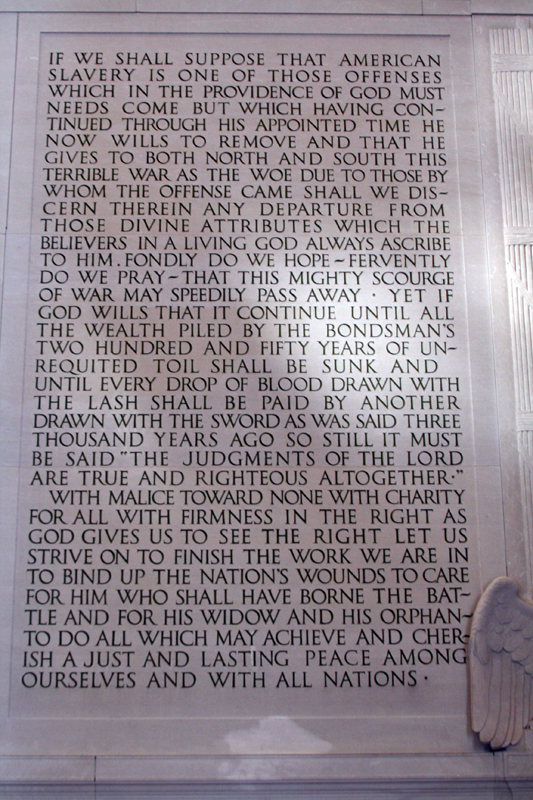 IF WE SHALL SUPPOSE THAT AMERICAN
SLAVERY IS ONE OF THOSE OFFENSES
WHICH IN THE PROVIDENCE OF GOD MUST
NEEDS COME BUT WHICH HAVING CON-
TINUED THROUGH HIS APPOINTED TIME HE
NOW WILLS TO REMOVE AND THAT HE
GIVES TO BOTH NORTH AND SOUTH THIS
TERRIBLE WAR AS THE WOE DUE TO THOSE BY
WHOM THE OFFENSE CAME SHALL WE DIS-
CERN THEREIN ANY DEPARTURE FROM
THOSE DIVINE ATTRIBUTES WHICH THE
BELIEVERS IN A LIVING GOD ALWAYS ASCRIBE
TO HIM. FONDLY DO WE HOPE - FERVENTLY
DO WE PRAY - THAT THIS MIGHTY SCOURGE
OF WAR MAY SPEEDILY PASS AWAY · YET IF
GOD WILLS THAT IT CONTINUE UNTIL ALL
THE WEALTH PILED BY THE BONDSMAN'S
TWO HUNDRED AND FIFTY YEARS OF UN-
REQUITED TOIL SHALL BE SUNK AND
UNTIL EVERY DROP OF BLOOD DRAWN WITH
THE LASH SHALL BE PAID BY ANOTHER
DRAWN WITH THE SWORD AS WAS SAID THREE
THOUSAND YEARS AGO SO STILL IT MUST
BE SAID "THE JUDGMENTS OF THE LORD
ARE TRUE AND RIGHTEOUS ALTOGETHER·"
WITH MALICE TOWARD NONE WITH CHARITY
FOR ALL WITH FIRMNESS IN THE RIGHT AS
GOD GIVES US TO SEE THE RIGHT LET US
STRIVE ON TO FINISH THE WORK WE ARE IN
TO BIND UP THE NATION'S WOUNDS TO CARE
FOR HIM WHO SHALL HAVE BORNE THE BAT-
TLE AND FOR HIS WIDOW AND HIS ORPHAN-
TO DO ALL WHICH MAY ACHIEVE AND CHER-
ISH A JUST AND LASTING PEACE AMONG
OURSELVES AND WITH ALL NATIONS ·